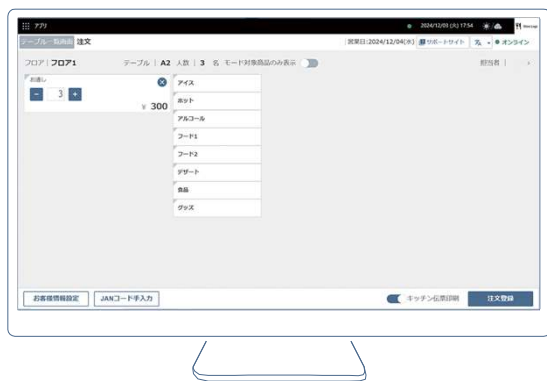 アプリ
2024/12/03 (火) 17:54
テーブル一覧画面 注文
営業日:2024/12/04(水) サポートサイト オンライン
フロア | フロア1 テーブル | A2 人数 | 3 名 モード対象商品のみ表示
担当者 |
お通し
3
¥ 300
アイス
ホット
アルコール
フード1
フード2
デザート
食品
グッズ
お客様情報設定 JANコード手入力 キッチン伝票印刷 注文登録